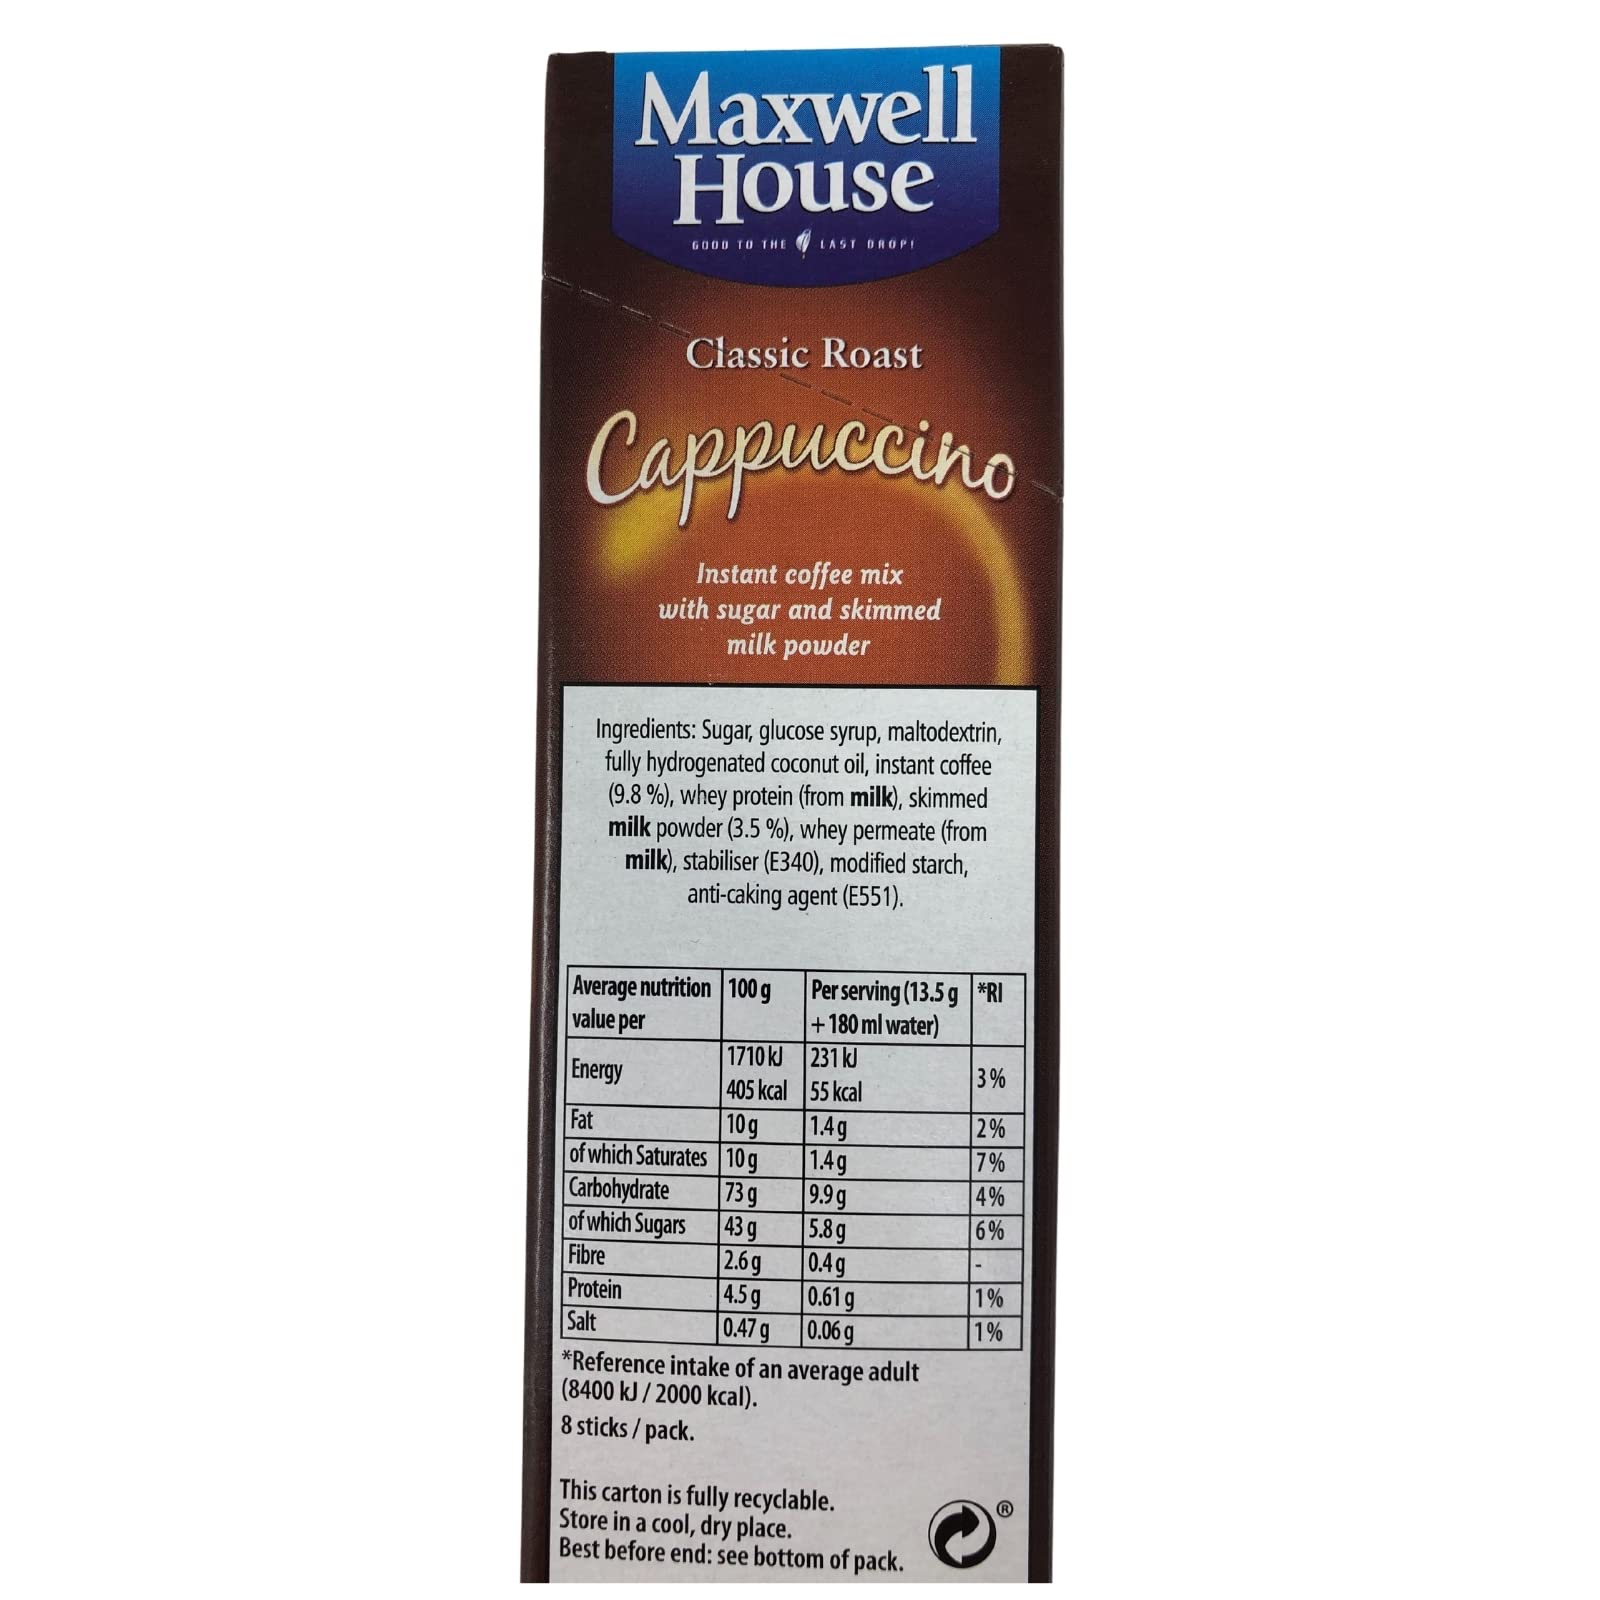 Maxwell
House
GOOD TO THE LAST DROP!
Classic Roast
Cappuccino
Instant coffee mix
with sugar and skimmed
milk powder
Ingredients: Sugar, glucose syrup, maltodextrin,
fully hydrogenated coconut oil, instant coffee
(9.8 %), whey protein (from milk), skimmed
milk powder (3.5 %), whey permeate (from
milk), stabiliser (E340), modified starch,
anti-caking agent (E551).
Average nutrition 100 g Per serving (13.5 g *RI
value per + 180 ml water)
Energy 1710 kJ 231 kJ 3 %
405 kcal 55 kcal
Fat 10 g 1.4 g 2 %
of which Saturates 10 g 1.4 g 7 %
Carbohydrate 73 g 9.9 g 4 %
of which Sugars 43 g 5.8 g 6 %
Fibre 2.6 g 0.4 g -
Protein 4.5 g 0.61 g 1 %
Salt 0.47 g 0.06 g 1 %
*Reference intake of an average adult
(8400 kJ / 2000 kcal).
8 sticks / pack.
This carton is fully recyclable.
Store in a cool, dry place.
Best before end: see bottom of pack.
®